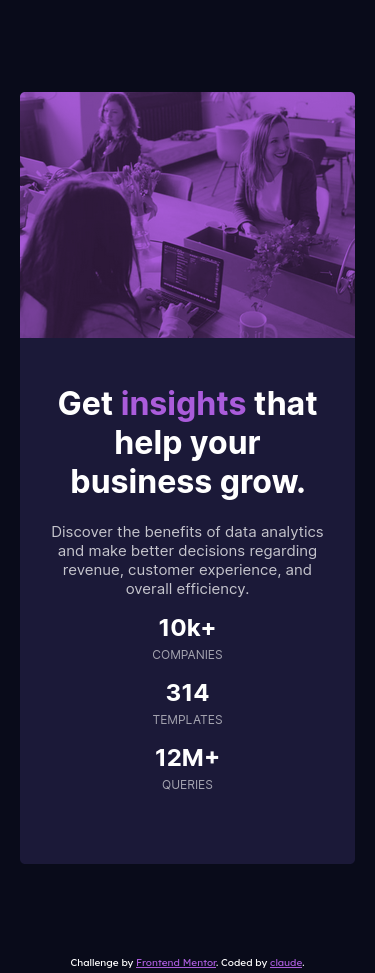 Get insights that
help your
business grow.
Discover the benefits of data analytics
and make better decisions regarding
revenue, customer experience, and
overall efficiency.
10k+
COMPANIES
314
TEMPLATES
12M+
QUERIES
Challenge by Frontend Mentor. Coded by claude.